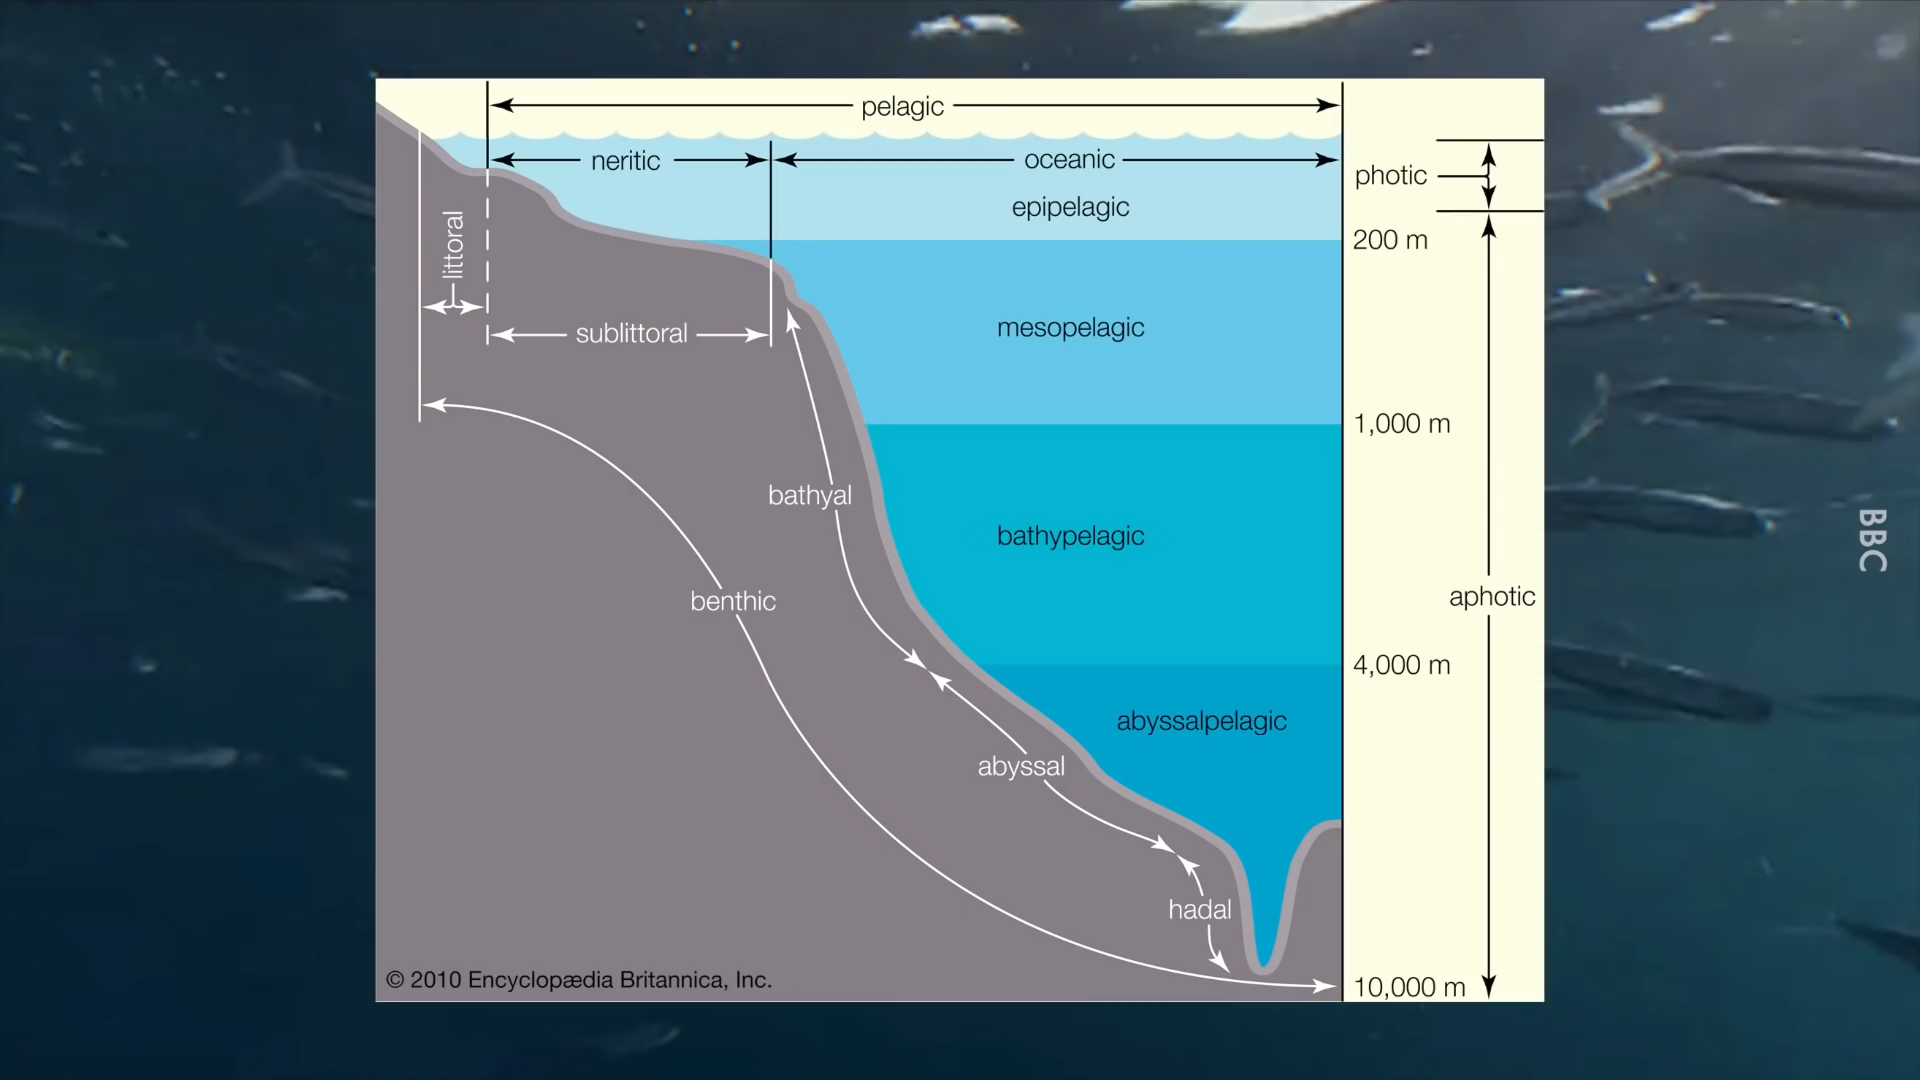 pelagic
neritic
oceanic
photic
epipelagic
200 m
littoral
mesopelagic
sublittoral
1,000 m
bathyal
bathypelagic
BBC
benthic
aphotic
4,000 m
abyssalpelagic
abyssal
hadal
© 2010 Encyclopædia Britannica, Inc.
10,000 m